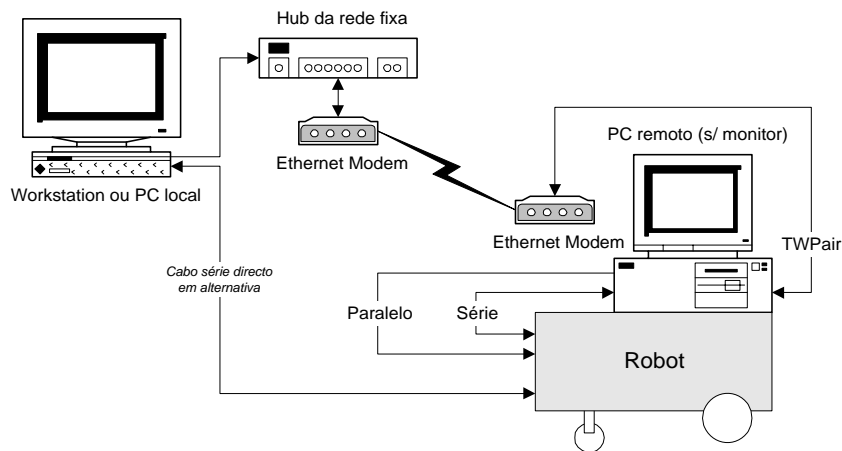 Hub da rede fixa
Ethernet Modem
Workstation ou PC local
PC remoto (s/ monitor)
Ethernet Modem
TWPair
Cabo série directo
em alternativa
Paralelo
Série
Robot